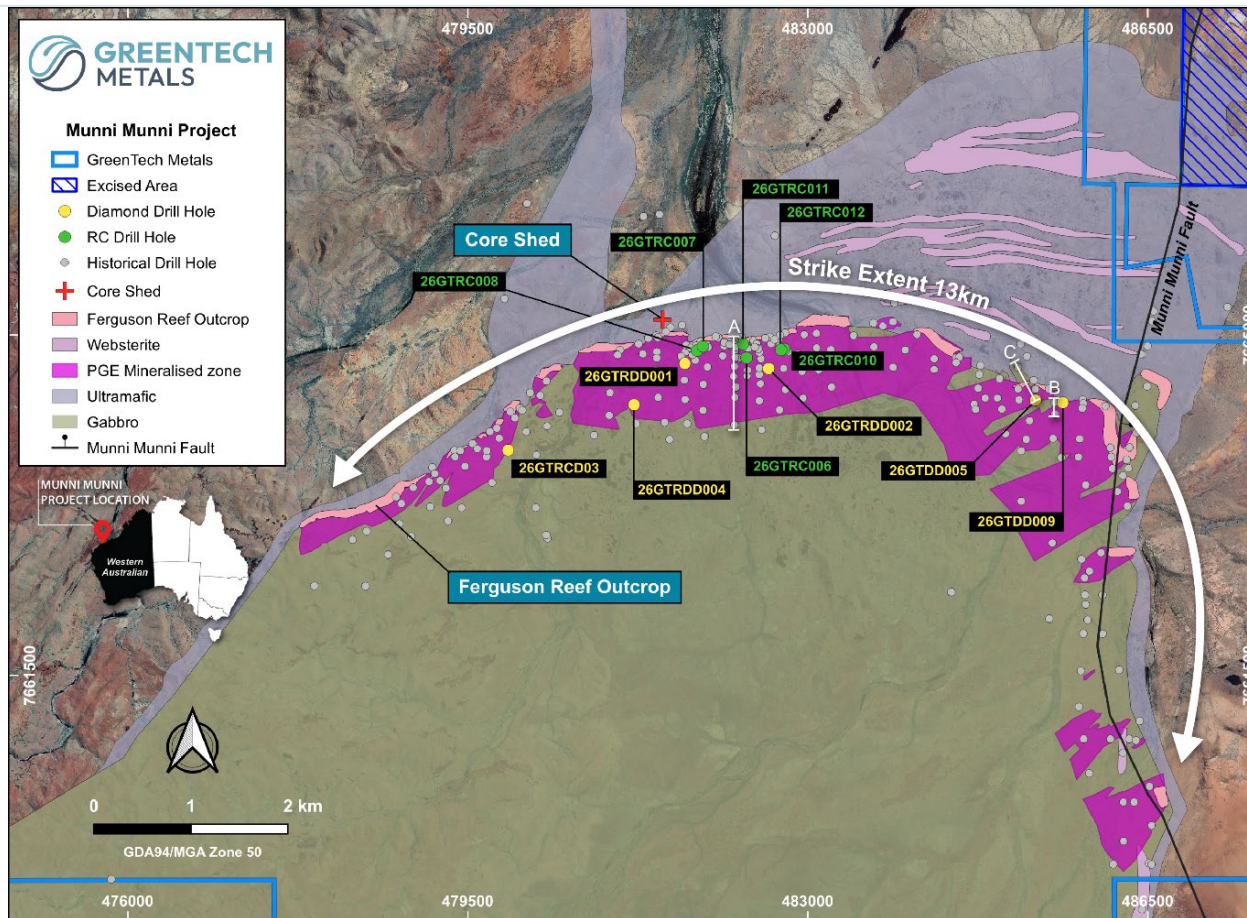 GREENTECH
METALS
Munni Munni Project
GreenTech Metals
Excised Area
Diamond Drill Hole
RC Drill Hole
Historical Drill Hole
Core Shed
Ferguson Reef Outcrop
Websterite
PGE Mineralised zone
Ultramafic
Gabbro
Munni Munni Fault
479500
483000
486500
26GTRC011
26GTRC012
26GTRC007
Core Shed
26GTRC008
Strike Extent 13km
Munni Munni Fault
A
C
B
26GTRC010
26GTRDD001
26GTRDD002
26GTDD005
26GTRC006
26GTRCD03
26GTRDD004
26GTDD009
MUNNI MUNNI
PROJECT LOCATION
Western
Australian
Ferguson Reef Outcrop
7661500
0 1 2 km
GDA94/MGA Zone 50
476000
479500
483000
486500